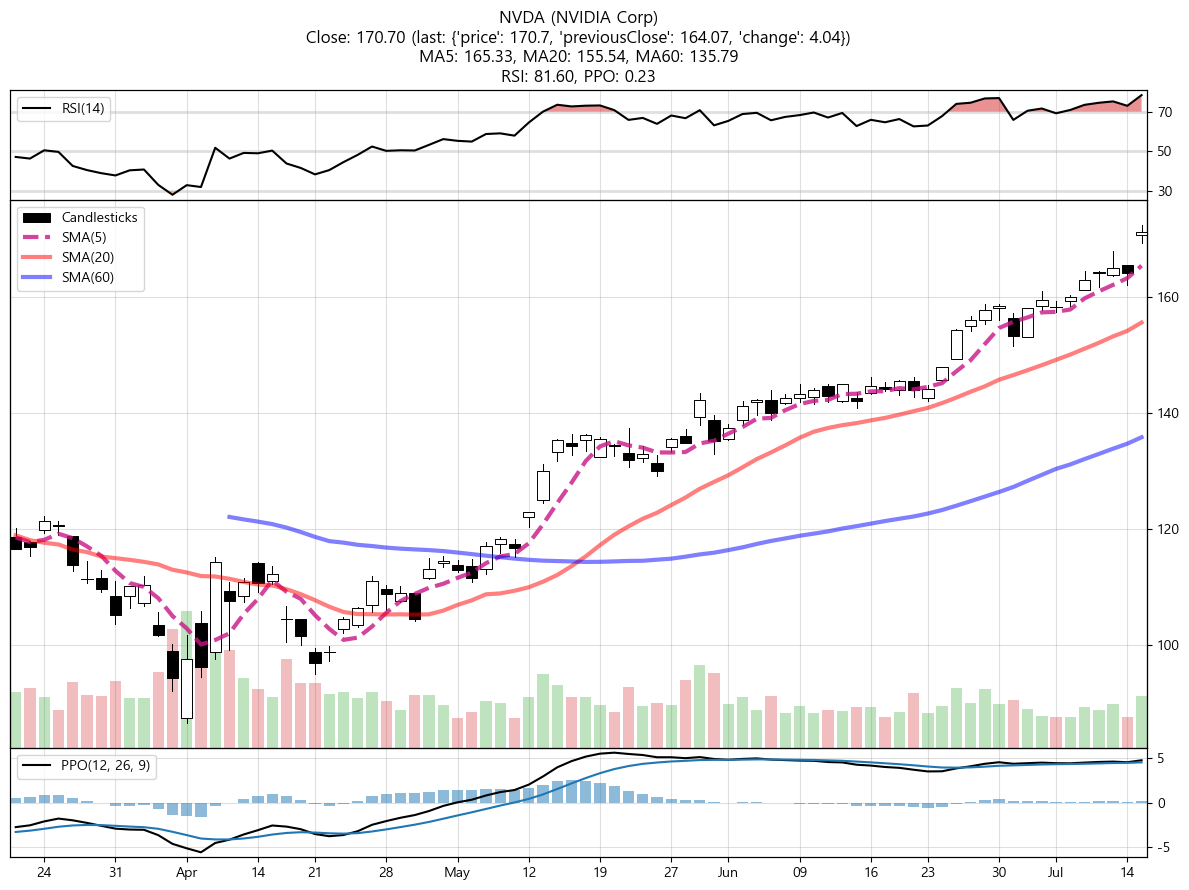 NVDA (NVIDIA Corp)
Close: 170.70 (last: {'price': 170.7, 'previousClose': 164.07, 'change': 4.04})
MA5: 165.33, MA20: 155.54, MA60: 135.79
RSI: 81.60, PPO: 0.23
RSI(14)
70
50
30
Candlesticks
SMA(5)
SMA(20)
SMA(60)
160
140
120
100
PPO(12, 26, 9)
5
0
-5
24 31 Apr 14 21 28 May 12 19 27 Jun 09 16 23 30 Jul 14